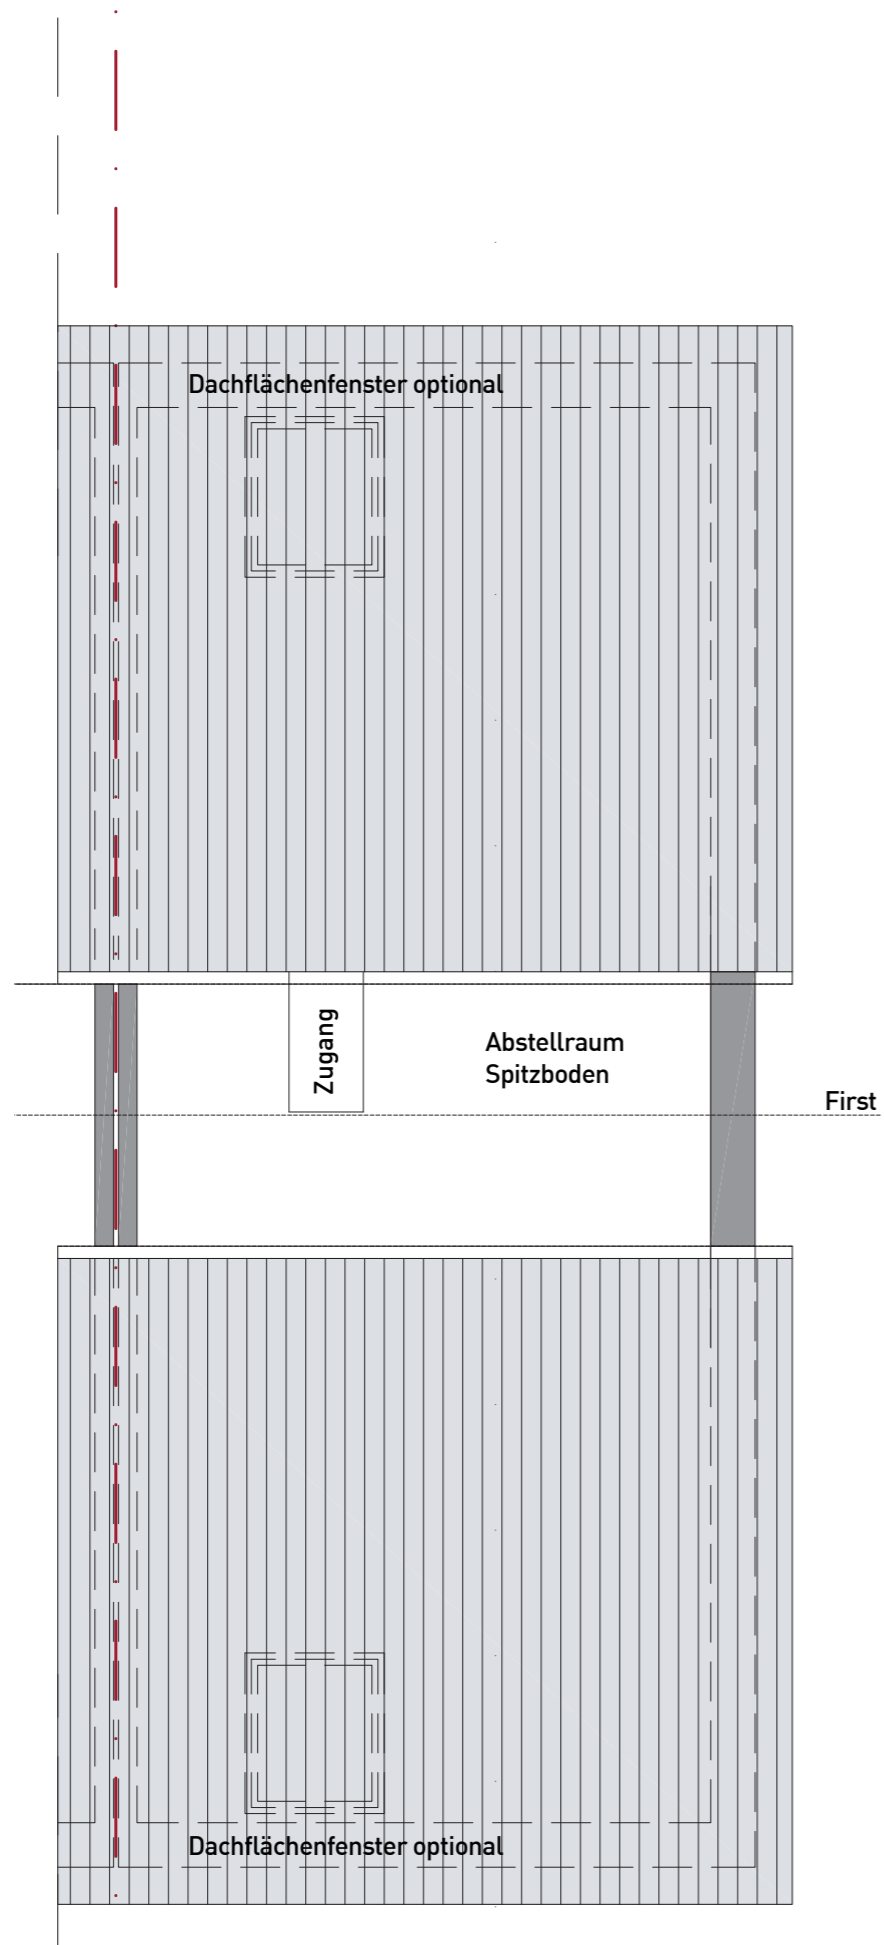 Dachflächenfenster optional
Zugang
Abstellraum
Spitzboden
First
Dachflächenfenster optional